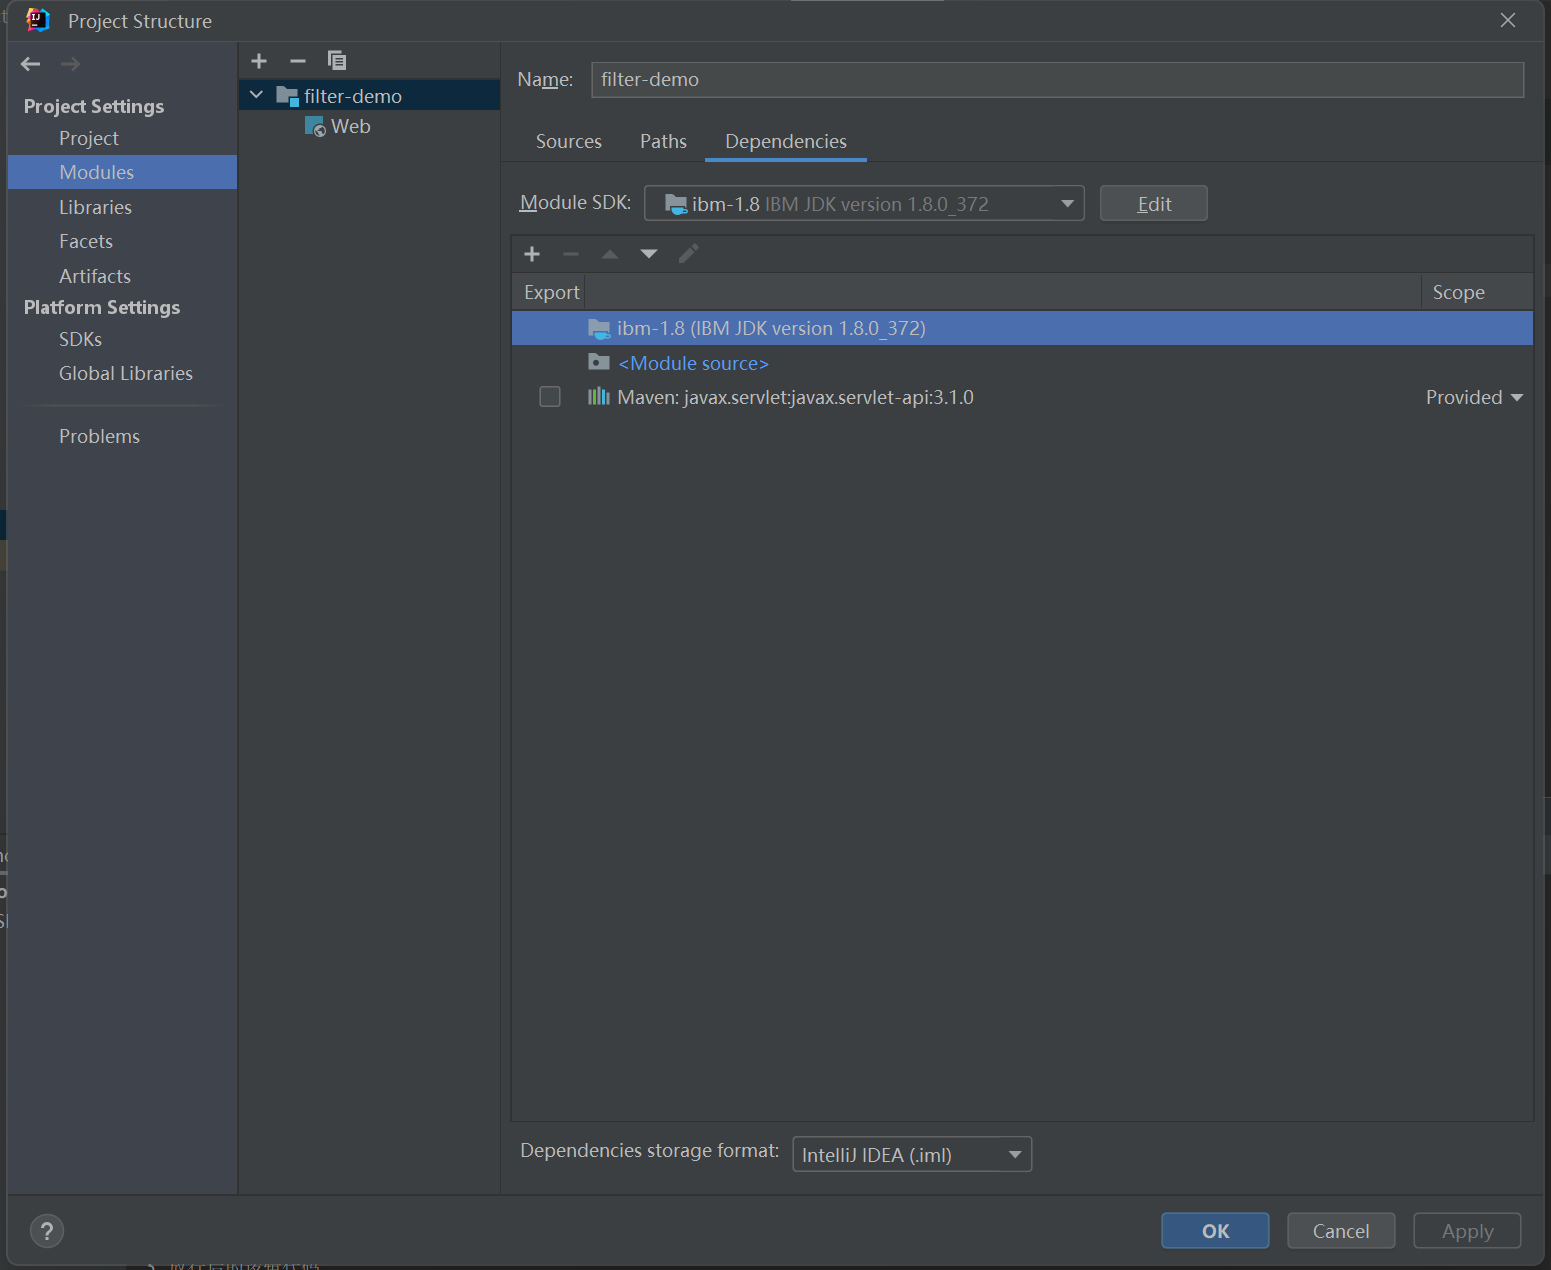 Project Structure
Project Settings
Project
Modules
Libraries
Facets
Artifacts
Platform Settings
SDKs
Global Libraries
Problems
filter-demo
Web
Name: filter-demo
Sources Paths Dependencies
Module SDK: ibm-1.8 IBM JDK version 1.8.0_372 Edit
Export Scope
ibm-1.8 (IBM JDK version 1.8.0_372)
<Module source>
Maven: javax.servlet:javax.servlet-api:3.1.0 Provided
Dependencies storage format: IntelliJ IDEA (.iml)
? OK Cancel Apply